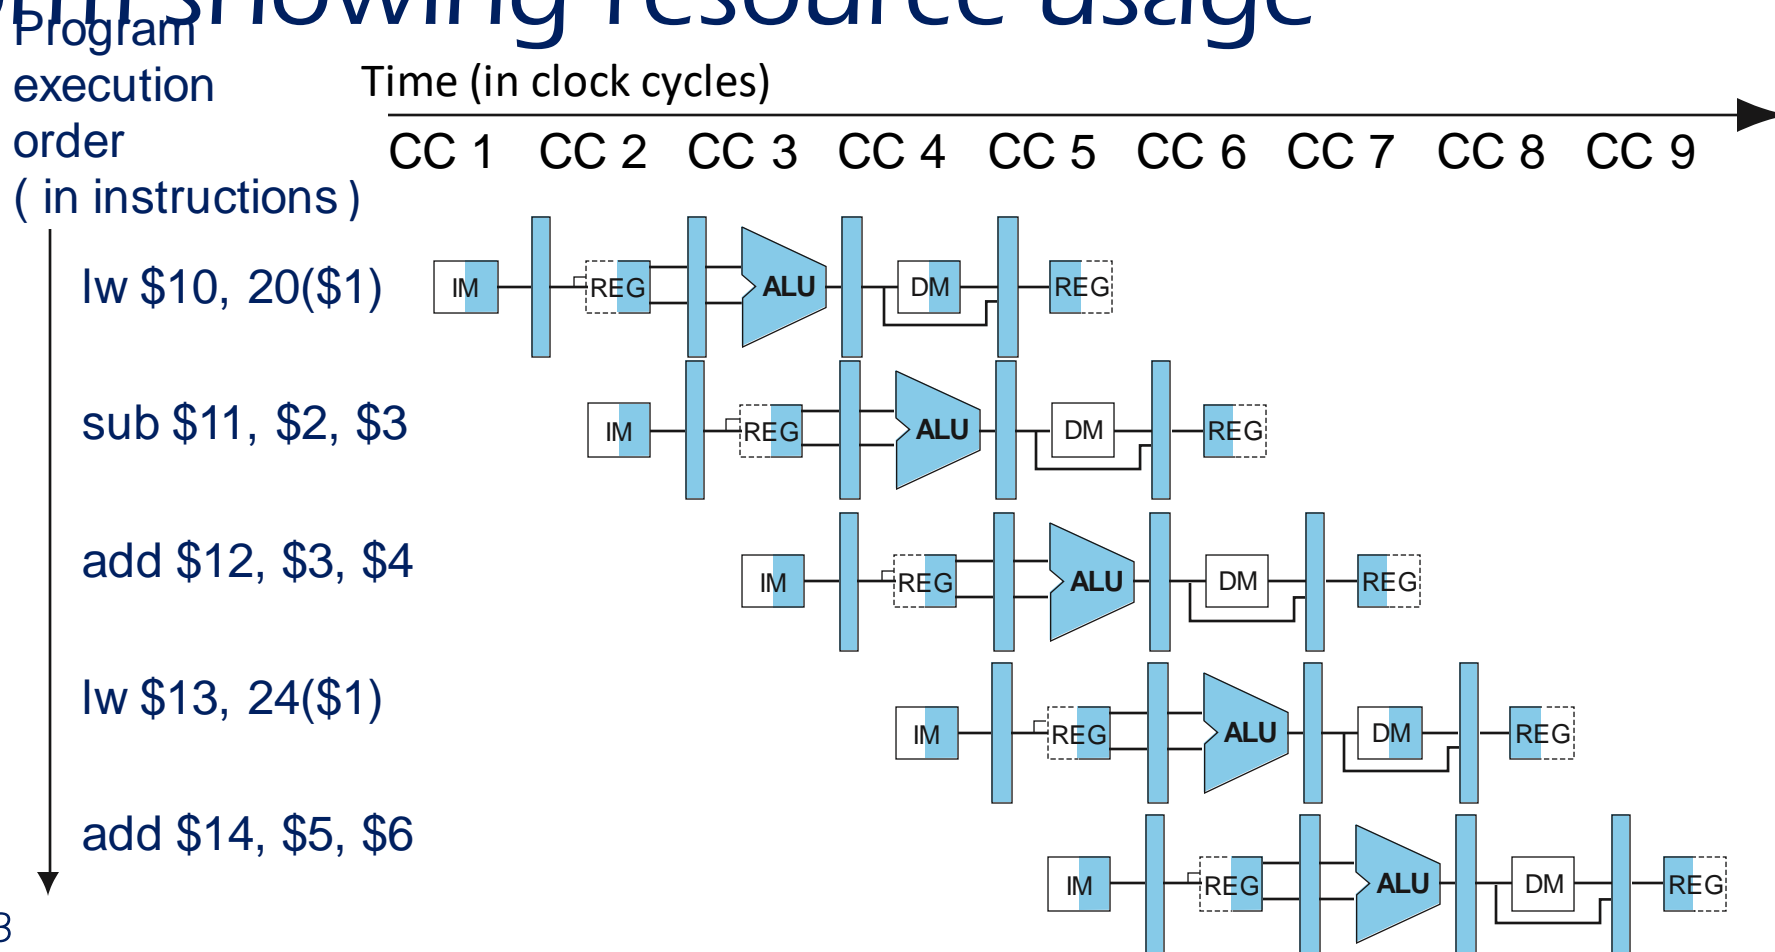 showing resource usage
Program
execution
order
( in instructions )
Time (in clock cycles)
CC 1 CC 2 CC 3 CC 4 CC 5 CC 6 CC 7 CC 8 CC 9
lw $10, 20($1)
IM REG ALU DM REG
sub $11, $2, $3
IM REG ALU DM REG
add $12, $3, $4
IM REG ALU DM REG
lw $13, 24($1)
IM REG ALU DM REG
add $14, $5, $6
IM REG ALU DM REG